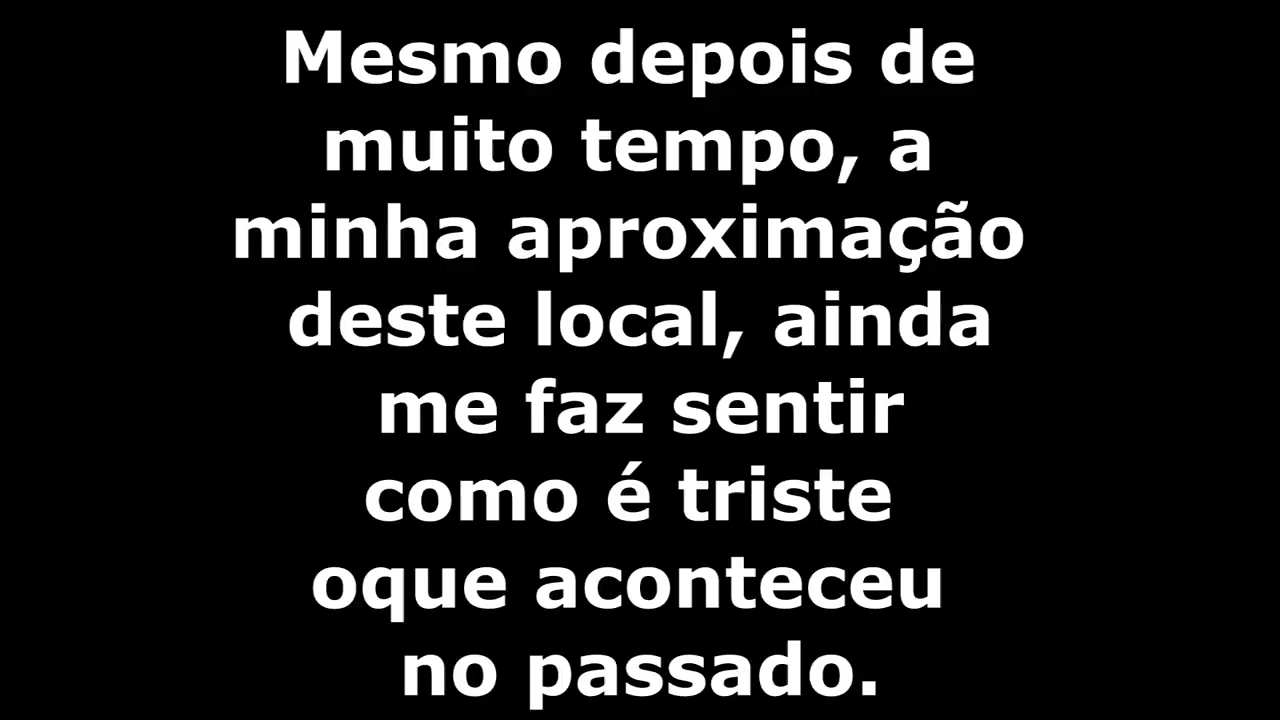 Mesmo depois de
muito tempo, a
minha aproximação
deste local, ainda
me faz sentir
como é triste
oque aconteceu
no passado.